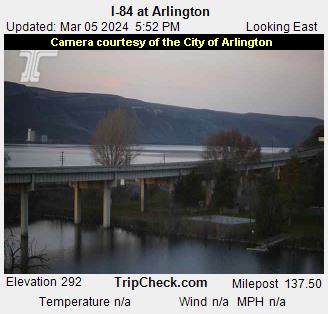 I-84 at Arlington
Updated: Mar 05 2024 5:52 PM Looking East
Camera courtesy of the City of Arlington
Elevation 292 TripCheck.com Milepost 137.50
Temperature n/a Wind n/a MPH n/a